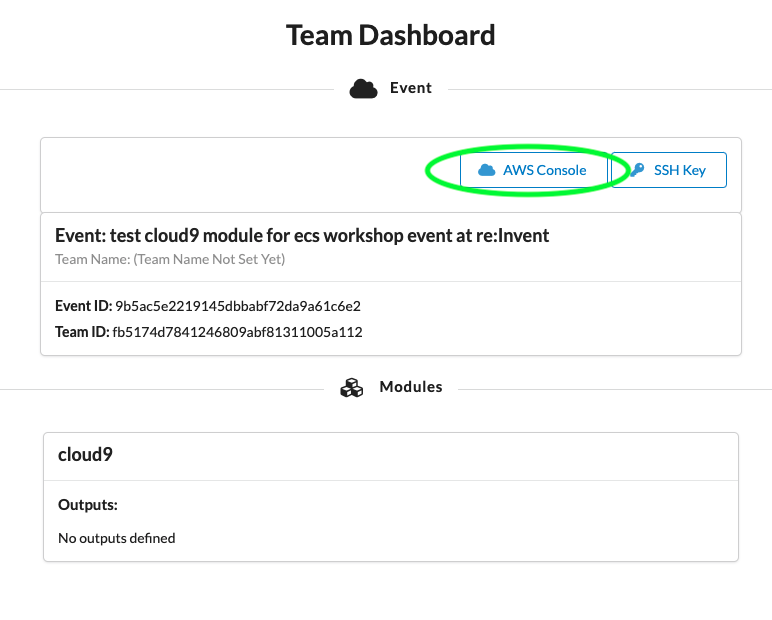 Team Dashboard
Event
AWS Console
SSH Key
Event: test cloud9 module for ecs workshop event at re:Invent
Team Name: (Team Name Not Set Yet)
Event ID: 9b5ac5e2219145dbbabf72da9a61c6e2
Team ID: fb5174d7841246809abf81311005a112
Modules
cloud9
Outputs:
No outputs defined